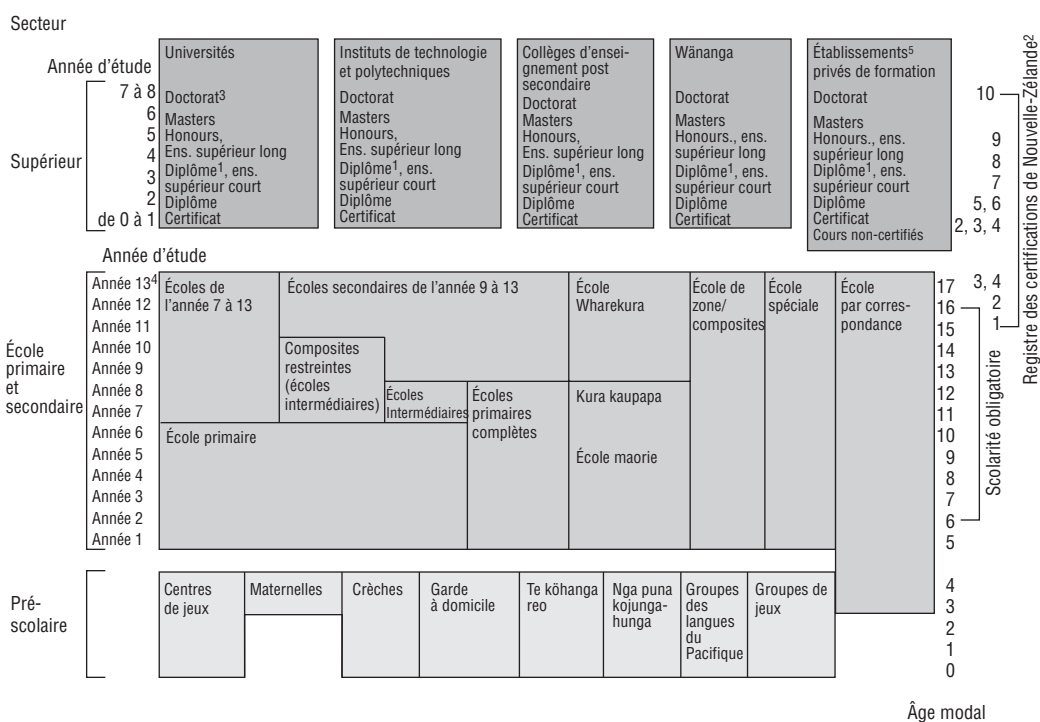 Secteur
Année d'étude
Supérieur
7 à 8
6
5
4
3
2
de 0 à 1
Universités
Doctorat3
Masters
Honours,
Ens. supérieur long
Diplôme1, ens.
supérieur court
Diplôme
Certificat
Instituts de technologie
et polytechniques
Doctorat
Masters
Honours,
Ens. supérieur long
Diplôme1, ens.
supérieur court
Diplôme
Certificat
Collèges d'ensei-
gnement post
secondaire
Doctorat
Masters
Honours,
Ens. supérieur long
Diplôme1, ens.
supérieur court
Diplôme
Certificat
Wänanga
Doctorat
Masters
Honours., ens.
supérieur long
Diplôme1, ens.
supérieur court
Diplôme
Certificat
Établissements5
privés de formation
Doctorat
Masters
Honours., ens.
supérieur long
Diplôme1, ens.
supérieur court
Diplôme
Certificat
Cours non-certifiés
10
9
8
7
5, 6
2, 3, 4
3, 4
2
1
Registre des certifications de Nouvelle-Zélande2
Année d'étude
École
primaire
et
secondaire
Année 134
Année 12
Année 11
Année 10
Année 9
Année 8
Année 7
Année 6
Année 5
Année 4
Année 3
Année 2
Année 1
Écoles de
l'année 7 à 13
Écoles secondaires de l'année 9 à 13
Composites
restreintes
(écoles
intermédiaires)
Écoles
Intermédiaires
Écoles
primaires
complètes
École primaire
École
Wharekura
Kura kaupapa
École maorie
École de
zone/
composites
École
spéciale
École
par corres-
pondance
17
16
15
14
13
12
11
10
9
8
7
6
5
Scolarité obligatoire
Pré-
scolaire
Centres
de jeux
Maternelles
Crèches
Garde
à domicile
Te köhanga
reo
Nga puna
kojunga-
hunga
Groupes
des
langues
du
Pacifique
Groupes de
jeux
4
3
2
1
0
Âge modal